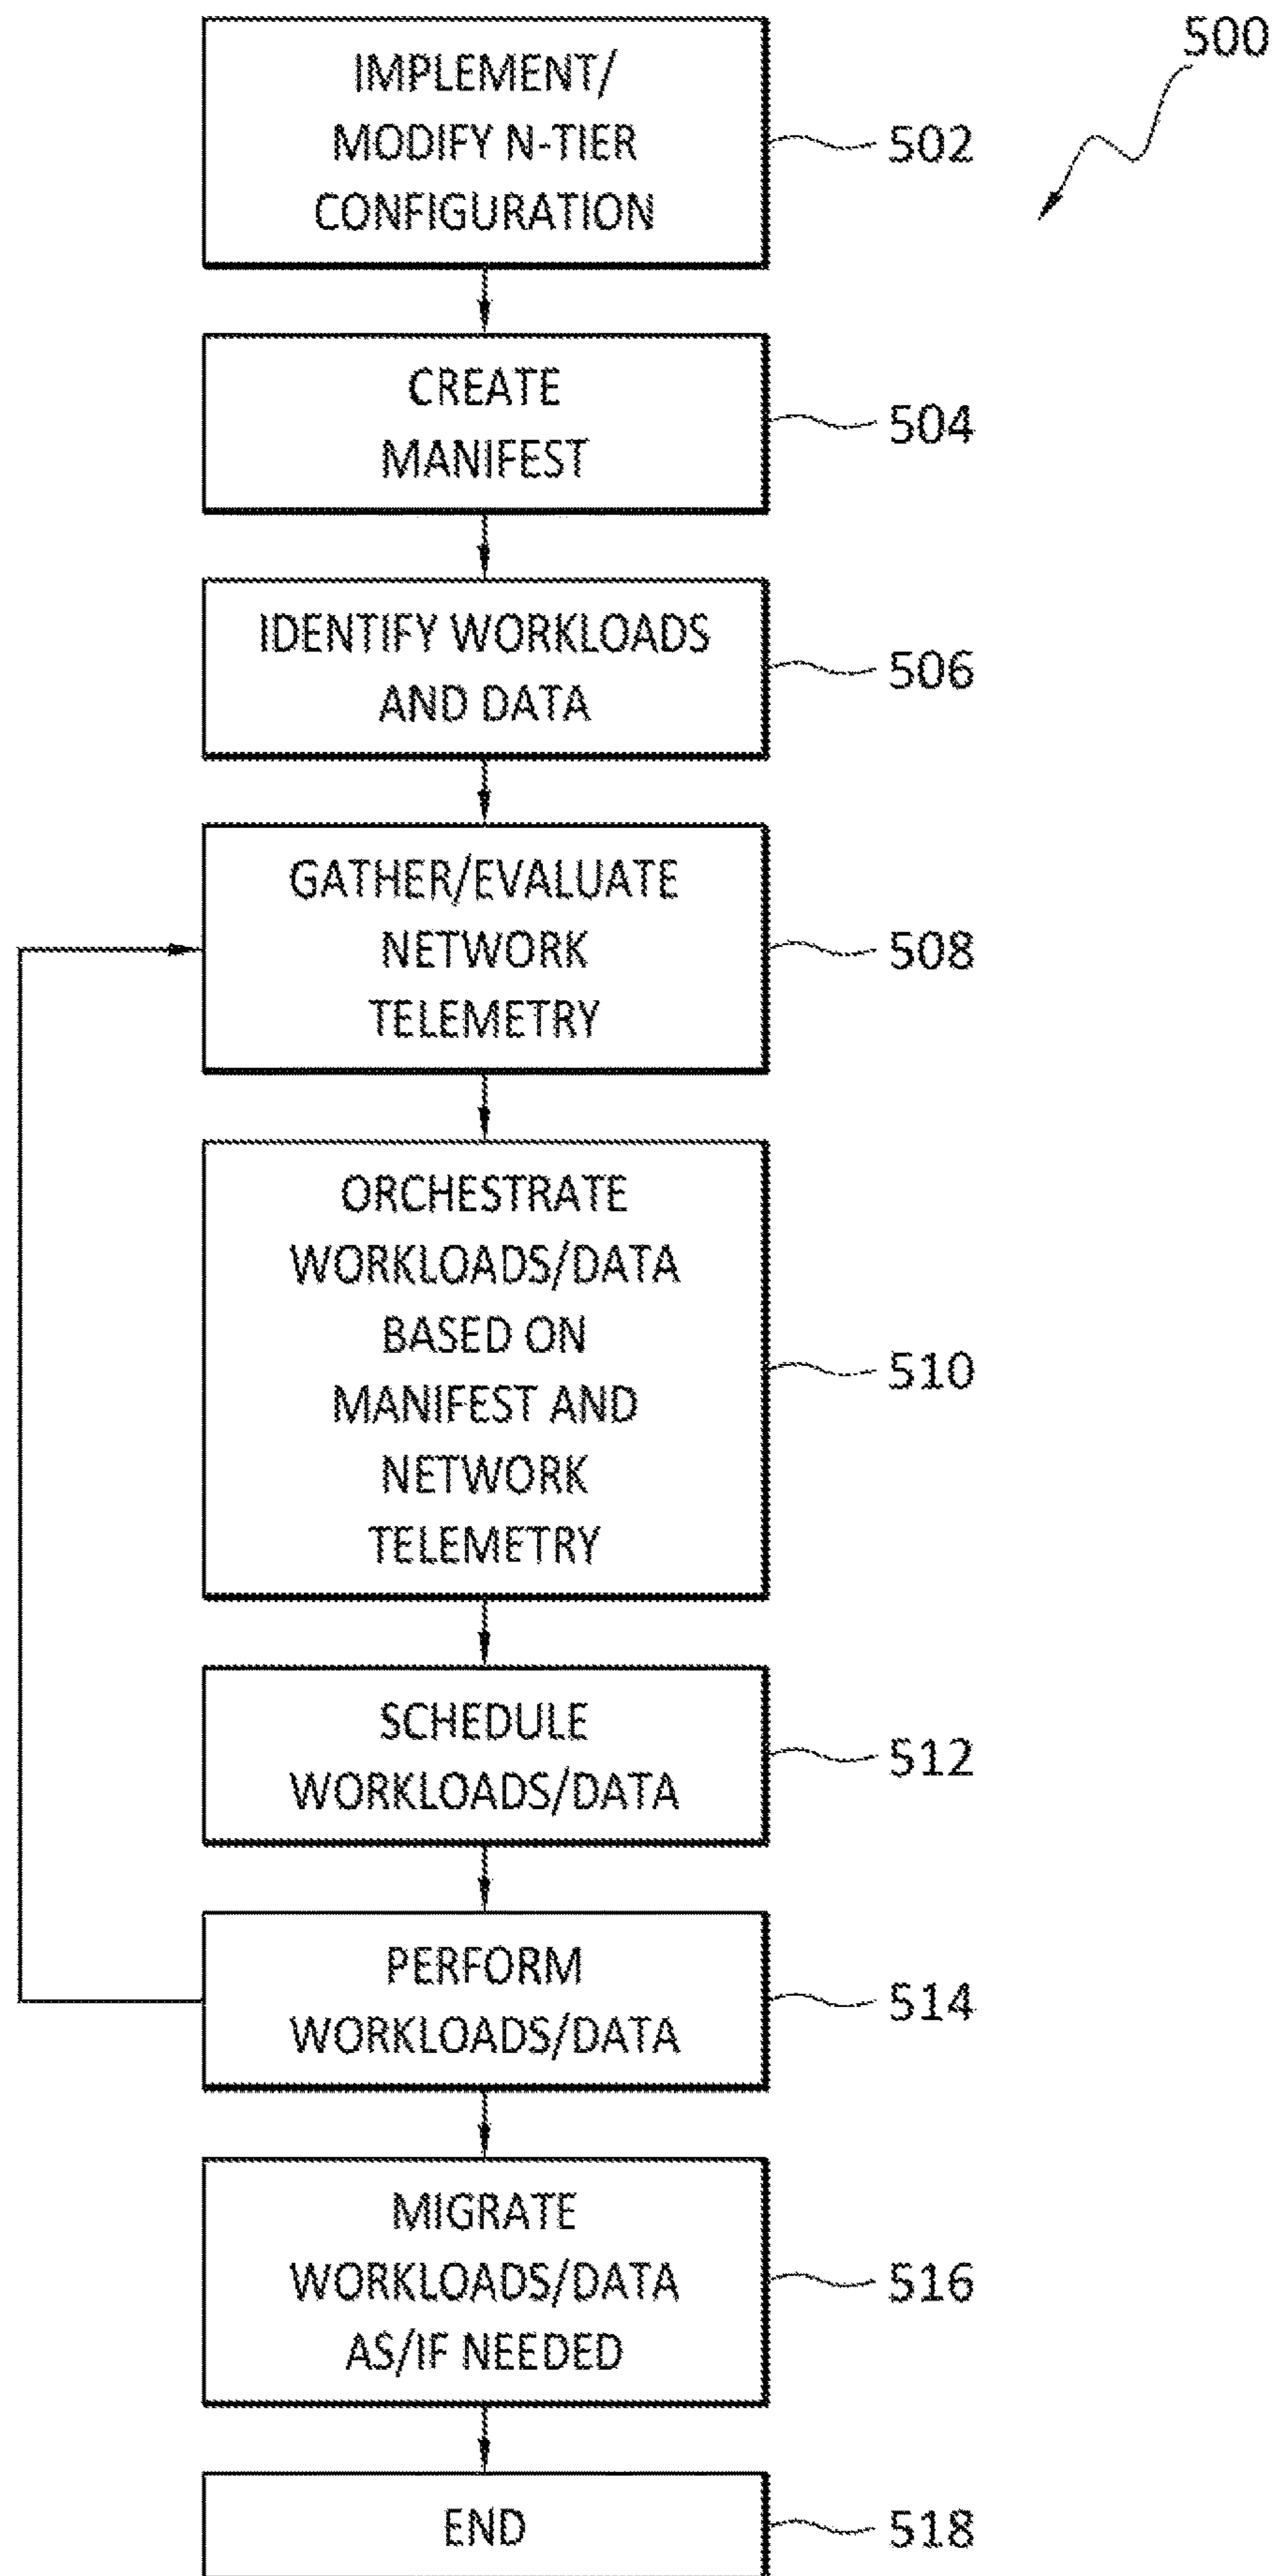 500
IMPLEMENT/
MODIFY N-TIER
CONFIGURATION
502
CREATE
MANIFEST
504
IDENTIFY WORKLOADS
AND DATA
506
GATHER/EVALUATE
NETWORK
TELEMETRY
508
ORCHESTRATE
WORKLOADS/DATA
BASED ON
MANIFEST AND
NETWORK
TELEMETRY
510
SCHEDULE
WORKLOADS/DATA
512
PERFORM
WORKLOADS/DATA
514
MIGRATE
WORKLOADS/DATA
AS/IF NEEDED
516
END
518